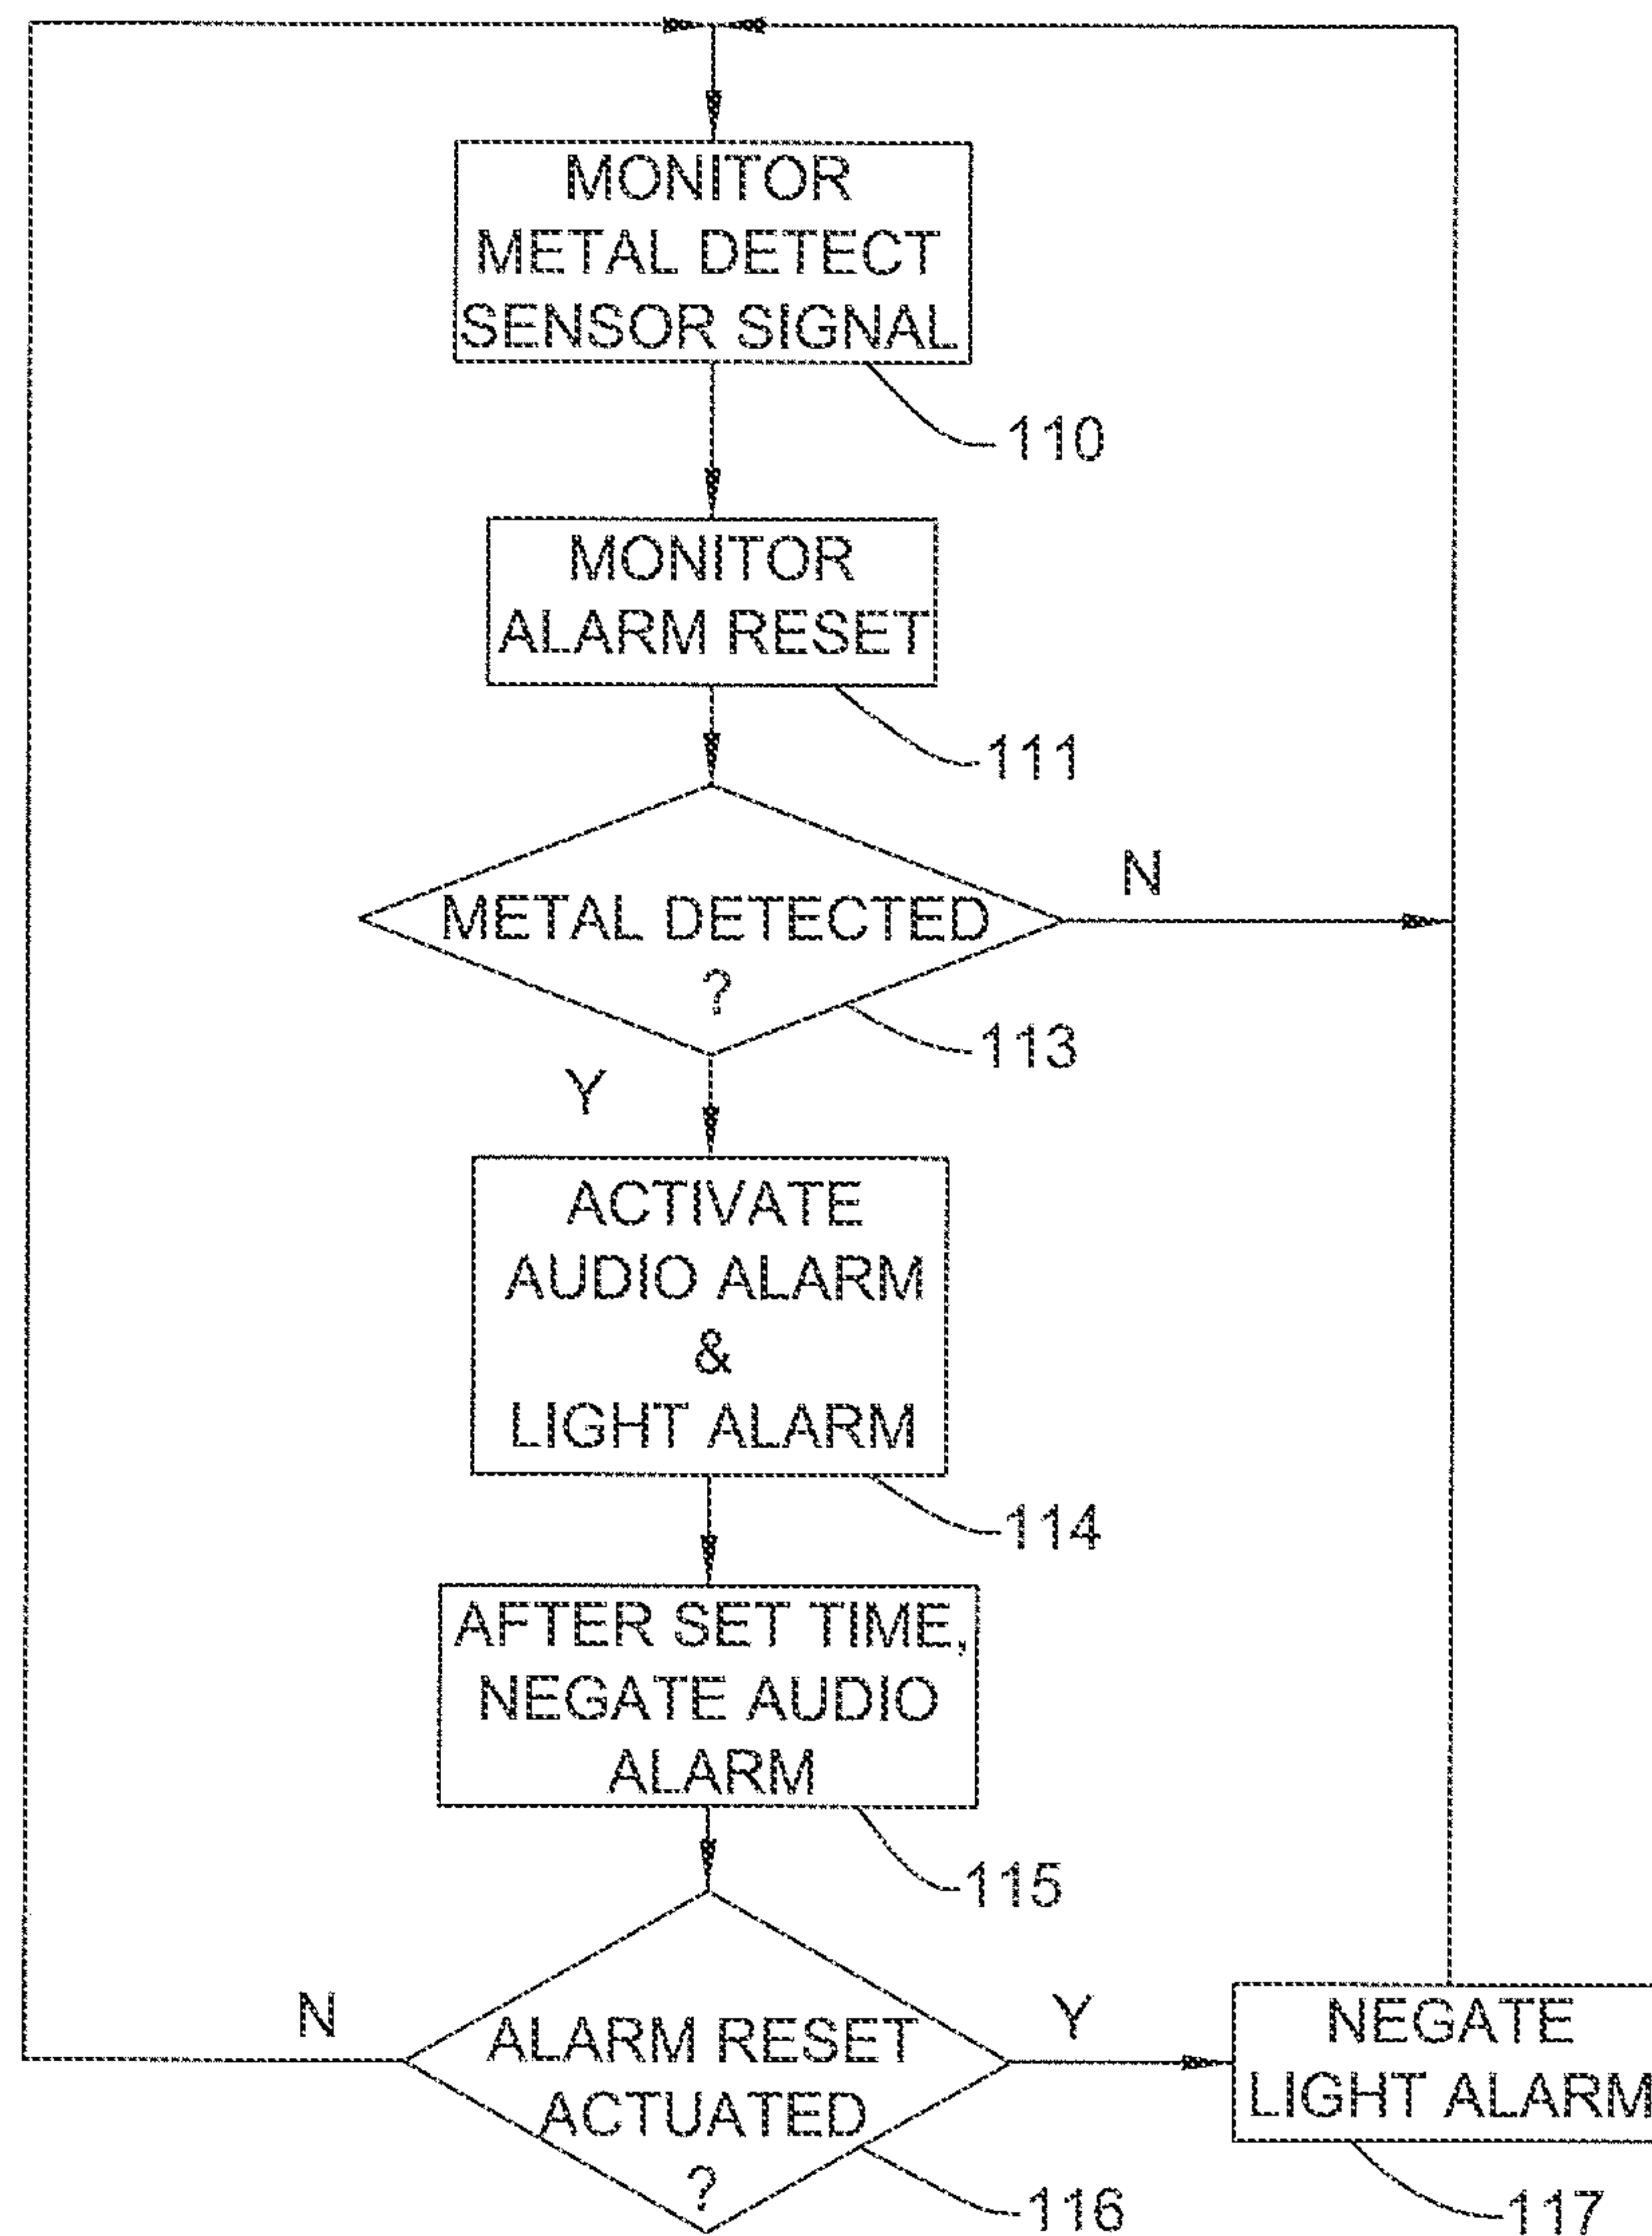 MONITOR
METAL DETECT
SENSOR SIGNAL
110
MONITOR
ALARM RESET
111
N
METAL DETECTED
?
113
Y
ACTIVATE
AUDIO ALARM
&
LIGHT ALARM
114
AFTER SET TIME,
NEGATE AUDIO
ALARM
115
N
ALARM RESET
ACTUATED
?
116
Y
NEGATE
LIGHT ALARM
117